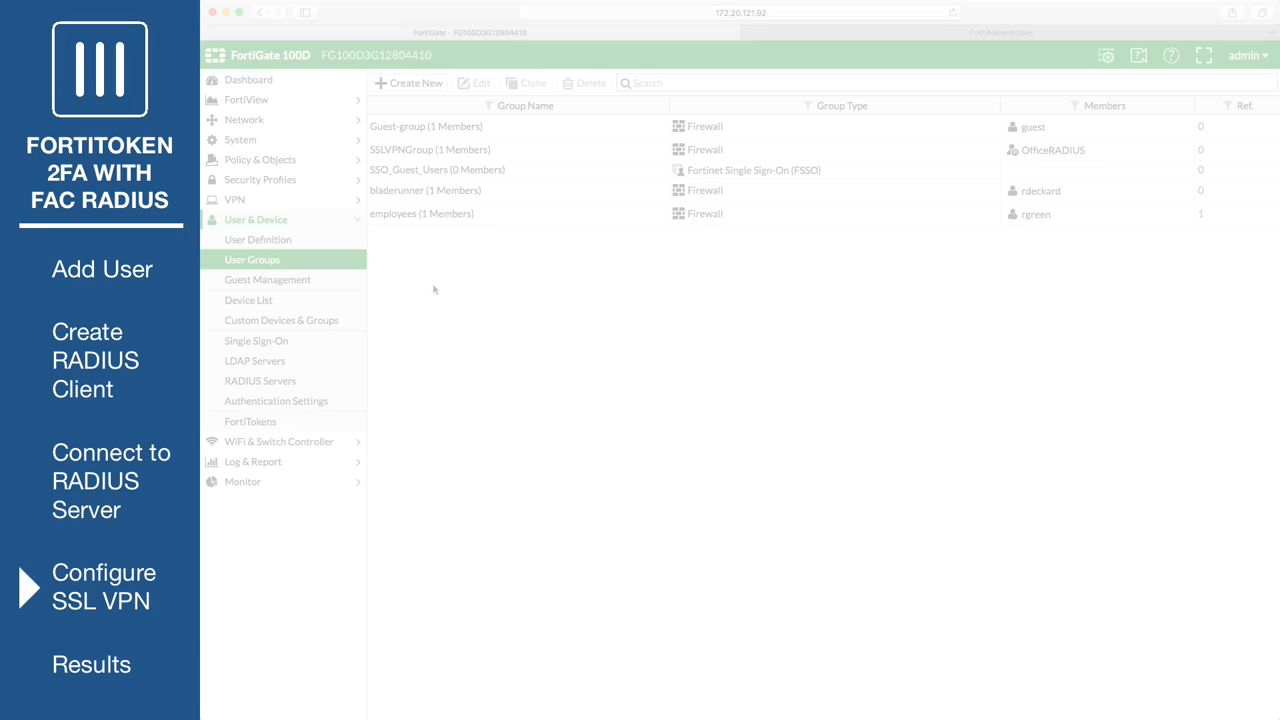 FORTITOKEN
2FA WITH
FAC RADIUS
Add User
Create
RADIUS
Client
Connect to
RADIUS
Server
Configure
SSL VPN
Results
172.20.121.92
FortiGate - FG100D3G12804410
FortiAuthenticator
FortiGate 100D FG100D3G12804410
admin
Dashboard
FortiView
Network
System
Policy & Objects
Security Profiles
VPN
User & Device
User Definition
User Groups
Guest Management
Device List
Custom Devices & Groups
Single Sign-On
LDAP Servers
RADIUS Servers
Authentication Settings
FortiTokens
WiFi & Switch Controller
Log & Report
Monitor
Create New Edit Clone Delete Search
Group Name Group Type Members Ref.
Guest-group (1 Members) Firewall guest 0
SSLVPNGroup (1 Members) Firewall OfficeRADIUS 0
SSO_Guest_Users (0 Members) Fortinet Single Sign-On (FSSO) 0
bladerunner (1 Members) Firewall rdeckard 0
employees (1 Members) Firewall rgreen 1